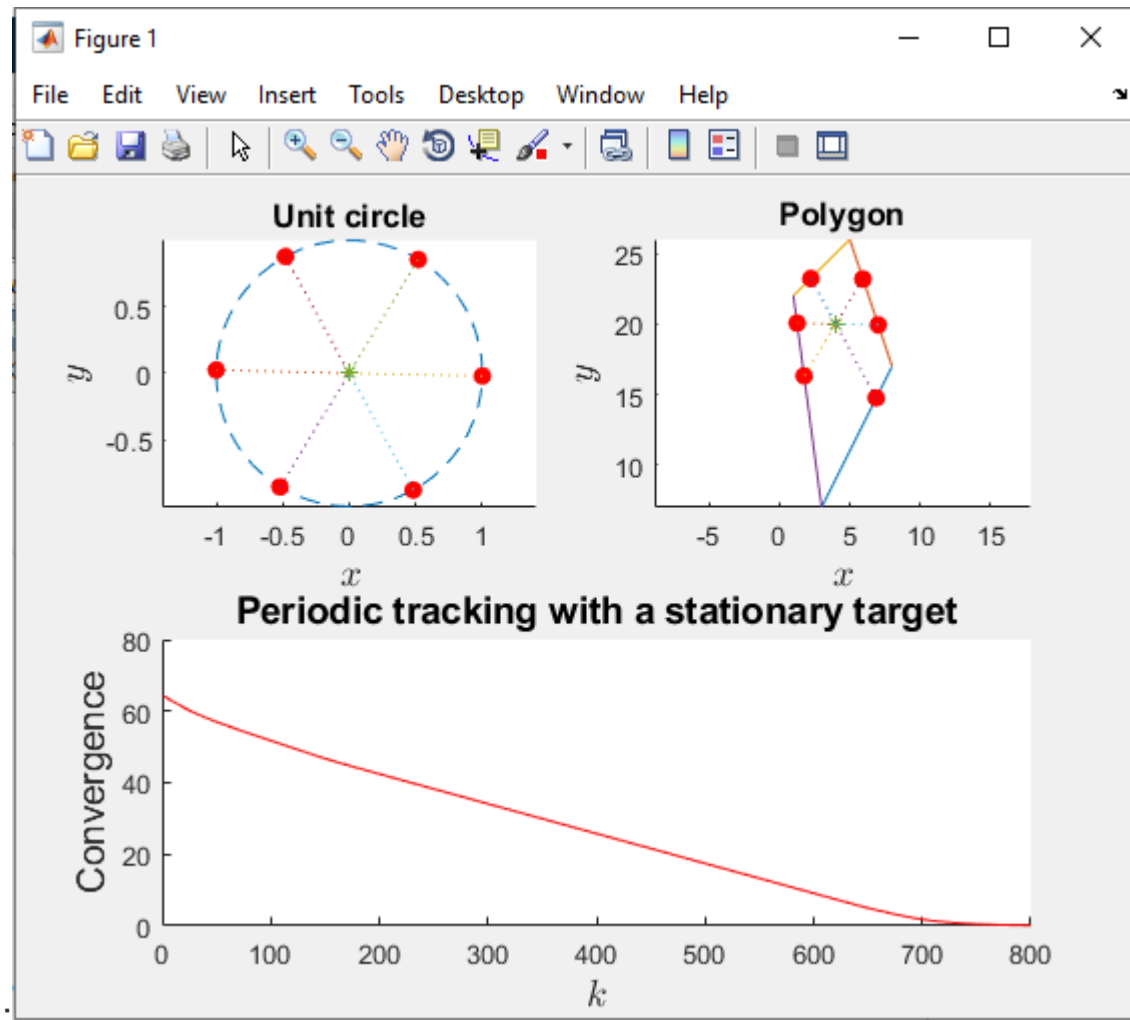 Figure 1
File Edit View Insert Tools Desktop Window Help
Unit circle
0.5
0
-0.5
y
-1 -0.5 0 0.5 1
x
Polygon
25
20
15
10
y
-5 0 5 10 15
x
Periodic tracking with a stationary target
80
60
40
20
0
Convergence
0 100 200 300 400 500 600 700 800
k
.